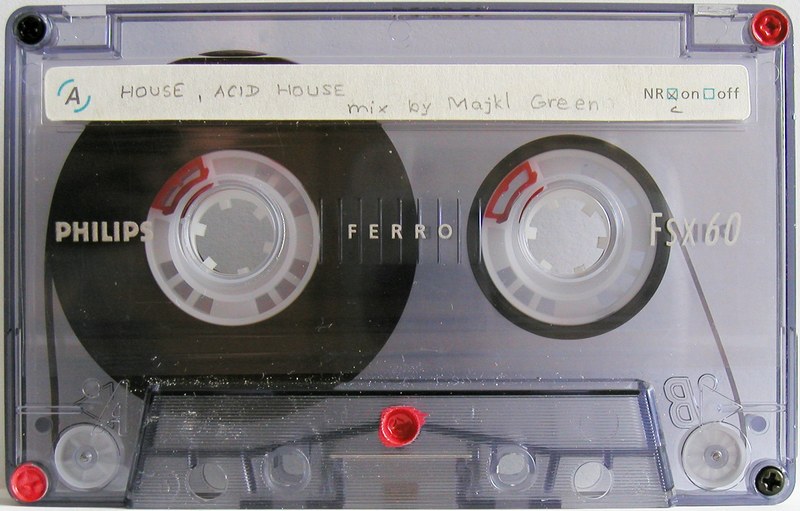 A HOUSE , ACID HOUSE
mix by Majkl Green
NR☒on☐off
c
PHILIPS FERRO FSX 60
A B